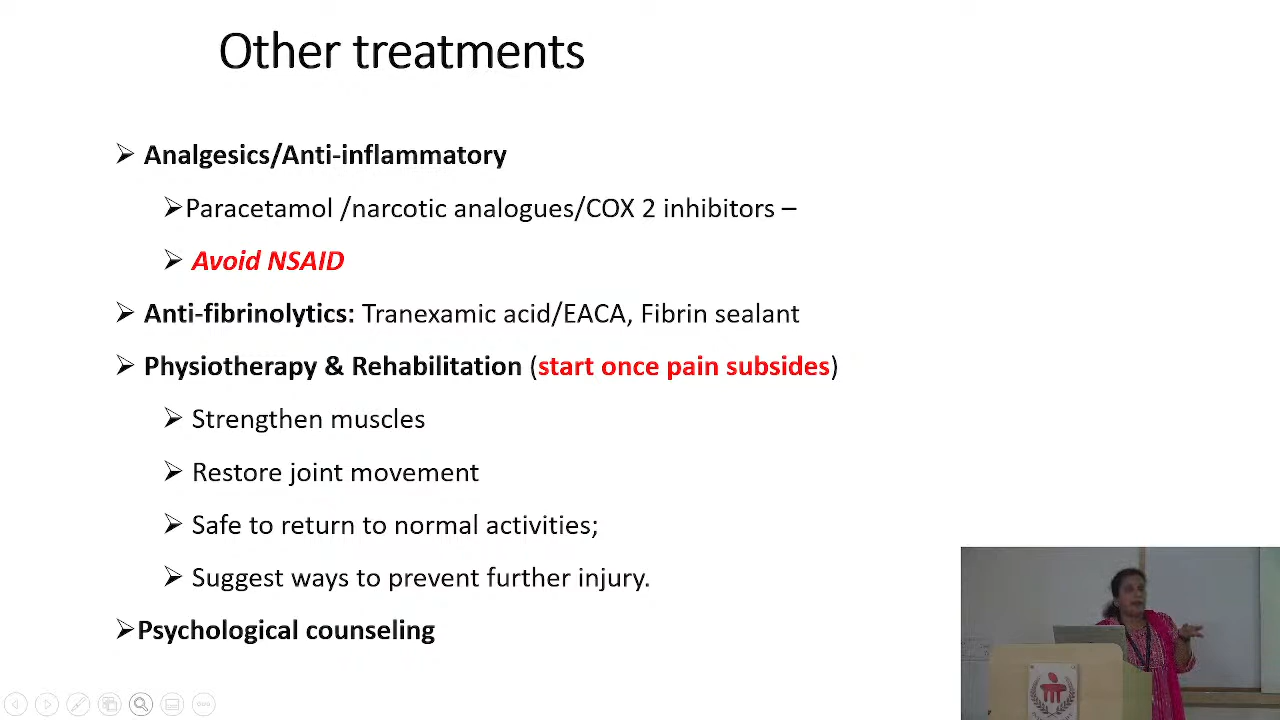 Other treatments
Analgesics/Anti-inflammatory
Paracetamol /narcotic analogues/COX 2 inhibitors –
Avoid NSAID
Anti-fibrinolytics: Tranexamic acid/EACA, Fibrin sealant
Physiotherapy & Rehabilitation (start once pain subsides)
Strengthen muscles
Restore joint movement
Safe to return to normal activities;
Suggest ways to prevent further injury.
Psychological counseling